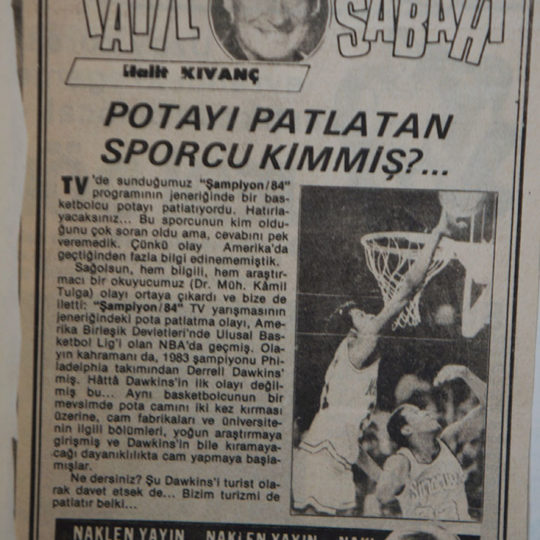 TATİL SABAHI
Halit KIVANÇ
POTAYI PATLATAN
SPORCU KİMMİŞ?...
TV'de sunduğumuz "Şampiyon/84"
programının jeneriğinde bir bas-
ketbolcu potayı patlatıyordu. Hatırla-
yacaksınız... Bu sporcunun kim oldu-
ğunu çok soran oldu ama, cevabını pek
veremedik. Çünkü olay Amerika'da
geçtiğinden fazla bilgi edinememiştik.
Sağolsun, hem bilgili, hem araştır-
macı bir okuyucumuz (Dr. Müh. Kâmil
Tulga) olayı ortaya çıkardı ve bize de
iletti: "Şampiyon/84" TV yarışmasının
jeneriğindeki pota patlatma olayı, Ame-
rika Birleşik Devletleri'nde Ulusal Bas-
ketbol Lig'i olan NBA'da geçmiş. Ola-
yın kahramanı da, 1983 şampiyonu Phi-
ladelphia takımından Derrell Dawkins'
miş. Hâttâ Dawkins'in ilk olayı değil-
miş bu... Aynı basketbolcunun bir
mevsimde pota camını iki kez kırması
üzerine, cam fabrikaları ve üniversite-
nin ilgili bölümleri, yoğun araştırmaya
girişmiş ve Dawkins'in bile kıramaya-
cağı dayanıklılıkta cam yapmaya başla-
mışlar.
Ne dersiniz? Şu Dawkins'i turist ola-
rak davet etsek de... Bizim turizmi de
patlatır belki...
NAKLEN YAYIN NAKLEN YAYIN